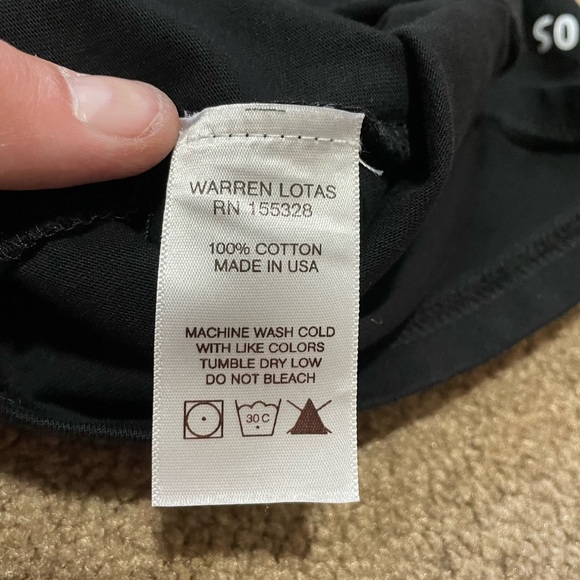 SO
WARREN LOTAS
RN 155328
100% COTTON
MADE IN USA
MACHINE WASH COLD
WITH LIKE COLORS
TUMBLE DRY LOW
DO NOT BLEACH
30 C